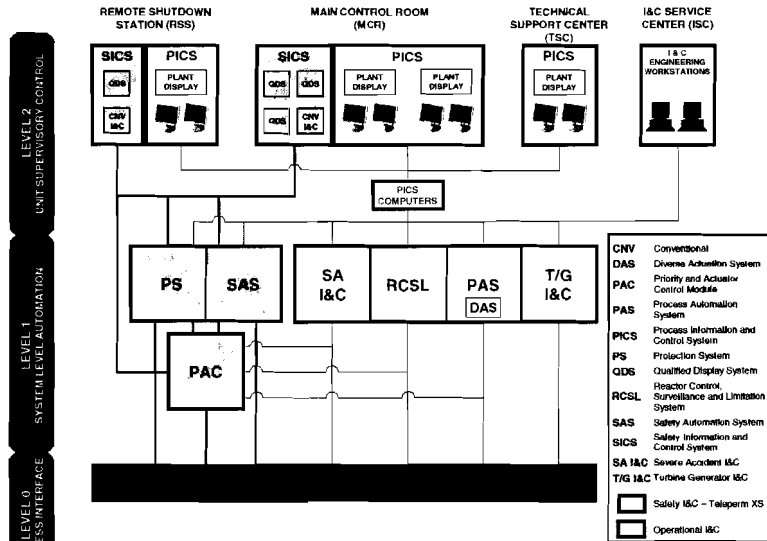 REMOTE SHUTDOWN
STATION (RSS)
MAIN CONTROL ROOM
(MCR)
TECHNICAL
SUPPORT CENTER
(TSC)
I&C SERVICE
CENTER (ISC)
LEVEL 2
UNIT SUPERVISORY CONTROL
SICS
QDS
CNV
I&C
PICS
PLANT
DISPLAY
SICS
QDS
QDS
QDS
CNV
I&C
PICS
PLANT
DISPLAY
PLANT
DISPLAY
PICS
PLANT
DISPLAY
I & C
ENGINEERING
WORKSTATIONS
PICS
COMPUTERS
LEVEL 1
SYSTEM LEVEL AUTOMATION
PS
SAS
SA
I&C
RCSL
PAS
DAS
T/G
I&C
PAC
LEVEL 0
ESS INTERFACE
CNV Conventional
DAS Diverse Actuation System
PAC Priority and Actuator
Control Module
PAS Process Automation
System
PICS Process Information and
Control System
PS Protection System
QDS Qualified Display System
RCSL Reactor Control,
Surveillance and Limitation
System
SAS Safety Automation System
SICS Safety Information and
Control System
SA I&C Severe Accident I&C
T/G I&C Turbine Generator I&C
Safety I&C – Teleperm XS
Operational I&C